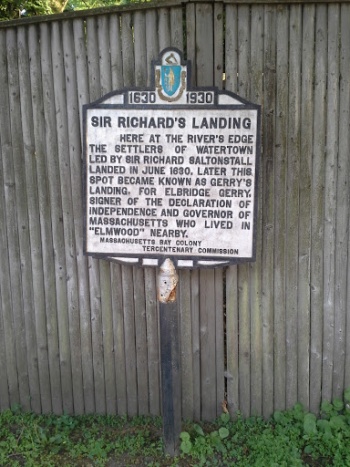 1630 1930
SIR RICHARD'S LANDING
HERE AT THE RIVER'S EDGE
THE SETTLERS OF WATERTOWN
LED BY SIR RICHARD SALTONSTALL
LANDED IN JUNE 1630. LATER THIS
SPOT BECAME KNOWN AS GERRY'S
LANDING, FOR ELBRIDGE GERRY,
SIGNER OF THE DECLARATION OF
INDEPENDENCE AND GOVERNOR OF
MASSACHUSETTS WHO LIVED IN
"ELMWOOD" NEARBY.
MASSACHUSETTS BAY COLONY
TERCENTENARY COMMISSION